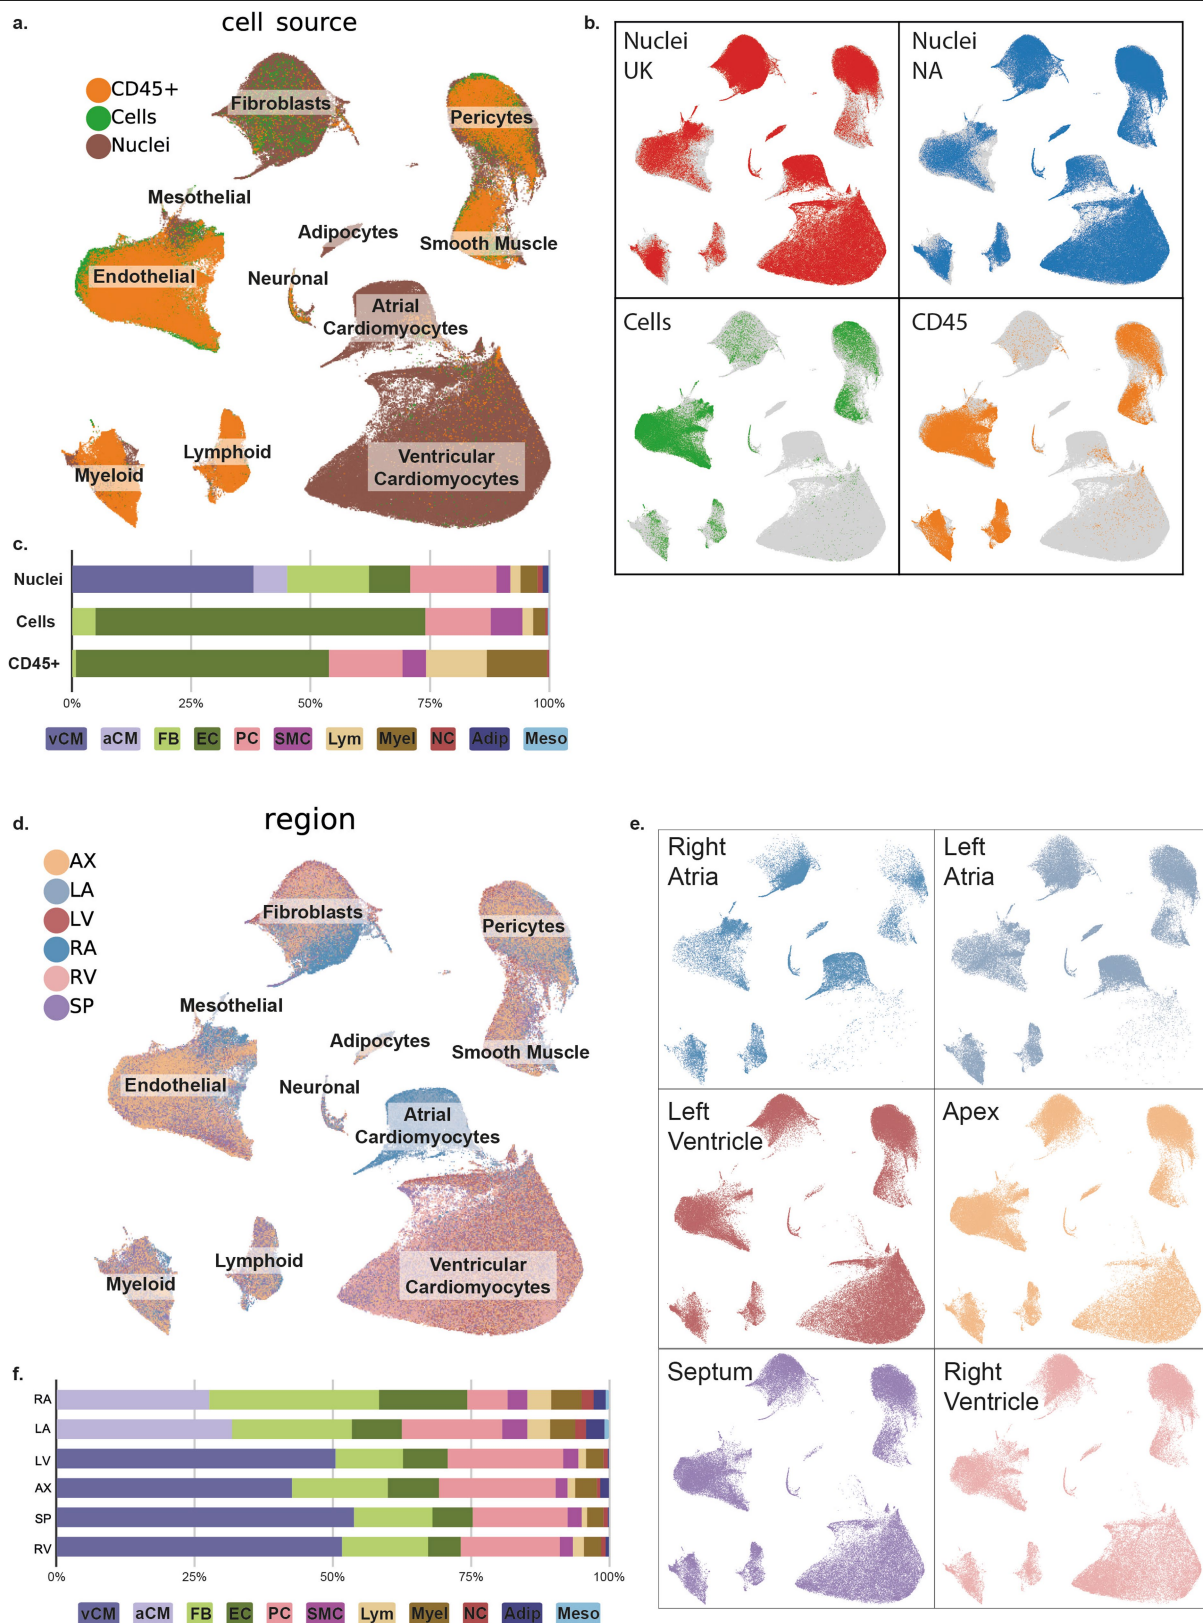 a.
cell source
CD45+
Cells
Nuclei
Fibroblasts
Pericytes
Mesothelial
Adipocytes
Smooth Muscle
Endothelial
Neuronal
Atrial
Cardiomyocytes
Lymphoid
Myeloid
Ventricular
Cardiomyocytes
b.
Nuclei
UK
Nuclei
NA
Cells
CD45
c.
Nuclei
Cells
CD45+
0% 25% 50% 75% 100%
vCM aCM FB EC PC SMC Lym Myel NC Adip Meso
d.
region
AX
LA
LV
RA
RV
SP
Fibroblasts
Pericytes
Mesothelial
Adipocytes
Smooth Muscle
Endothelial
Neuronal
Atrial
Cardiomyocytes
Lymphoid
Myeloid
Ventricular
Cardiomyocytes
e.
Right
Atria
Left
Atria
Left
Ventricle
Apex
Septum
Right
Ventricle
f.
RA
LA
LV
AX
SP
RV
0% 25% 50% 75% 100%
vCM aCM FB EC PC SMC Lym Myel NC Adip Meso